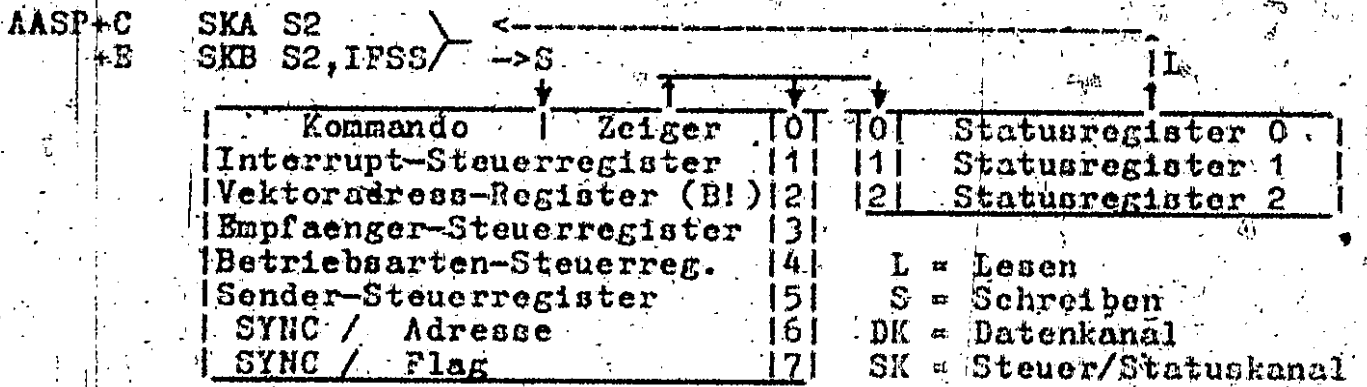 AASP+C SKA S2 <
+E SKB S2,IFSS/ ->S L
Kommando | Zeiger |0| |0| Statusregister 0
|Interrupt-Steuerregister |1| |1| Statusregister 1
|Vektoradress-Register (B!)|2| |2| Statusregister 2
|Empfaenger-Steuerregister |3|
|Betriebsarten-Steuerreg. |4| L = Lesen
|Sender-Steuerregister |5| S = Schreiben
| SYNC / Adresse |6| DK = Datenkanal
| SYNC / Flag |7| SK = Steuer/Statuskanal